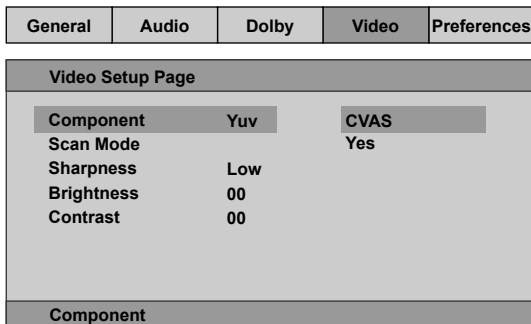 General Audio Dolby Video Preferences
Video Setup Page
Component Yuv CVAS
Scan Mode Yes
Sharpness Low
Brightness 00
Contrast 00
Component